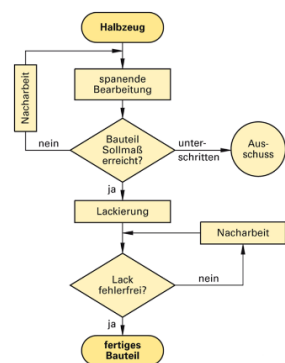 Halbzeug
Nacharbeit
spanende
Bearbeitung
nein
Bauteil
Sollmaß
erreicht?
unter-
schritten
Aus-
schuss
ja
Lackierung
Nacharbeit
Lack
fehlerfrei?
nein
ja
fertiges
Bauteil